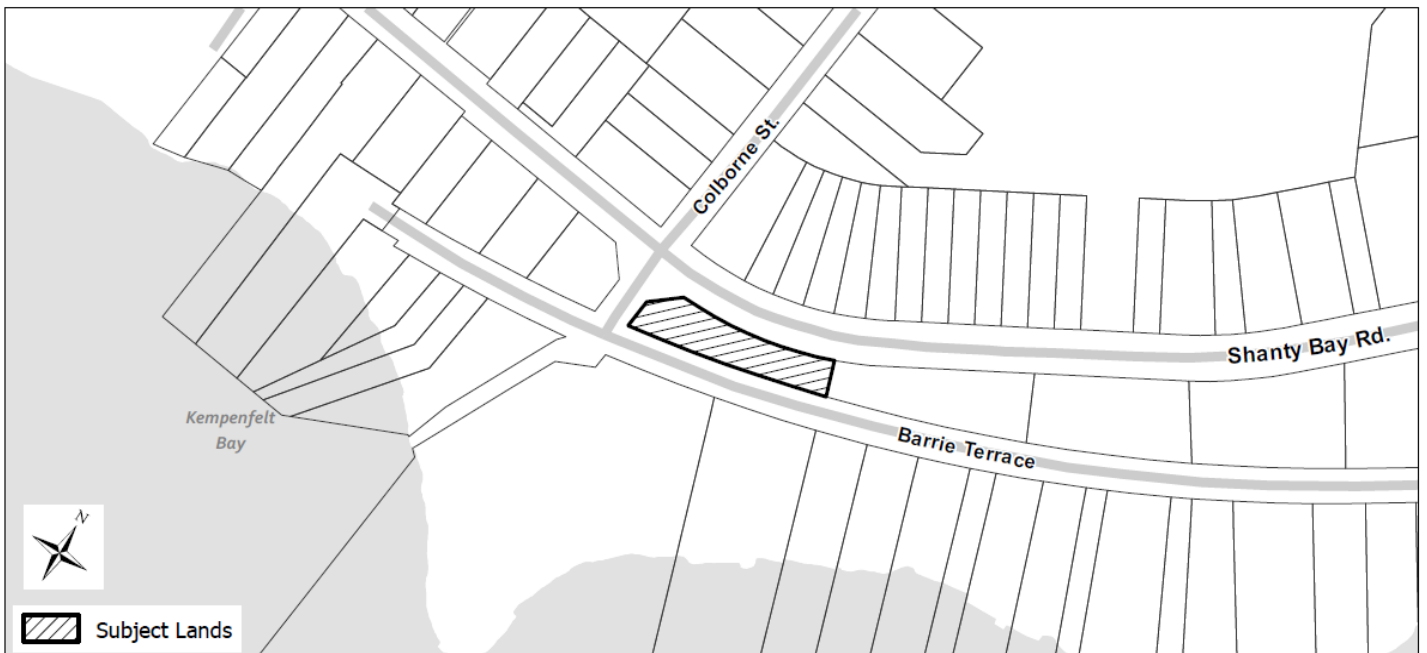 Colborne St.
Shanty Bay Rd.
Kempenfelt
Bay
Barrie Terrace
N
Subject Lands